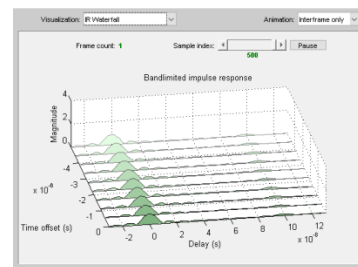 Visualization: IR Waterfall Animation: Interframe only
Frame count: 1 Sample index: Pause
500
Bandlimited impulse response
Magnitude
4
2
0
-4
-3
-2
-1
0
x 10⁻⁸
Time offset (s)
-2 0 2 4 6 8 10 12
x 10⁻⁸
Delay (s)